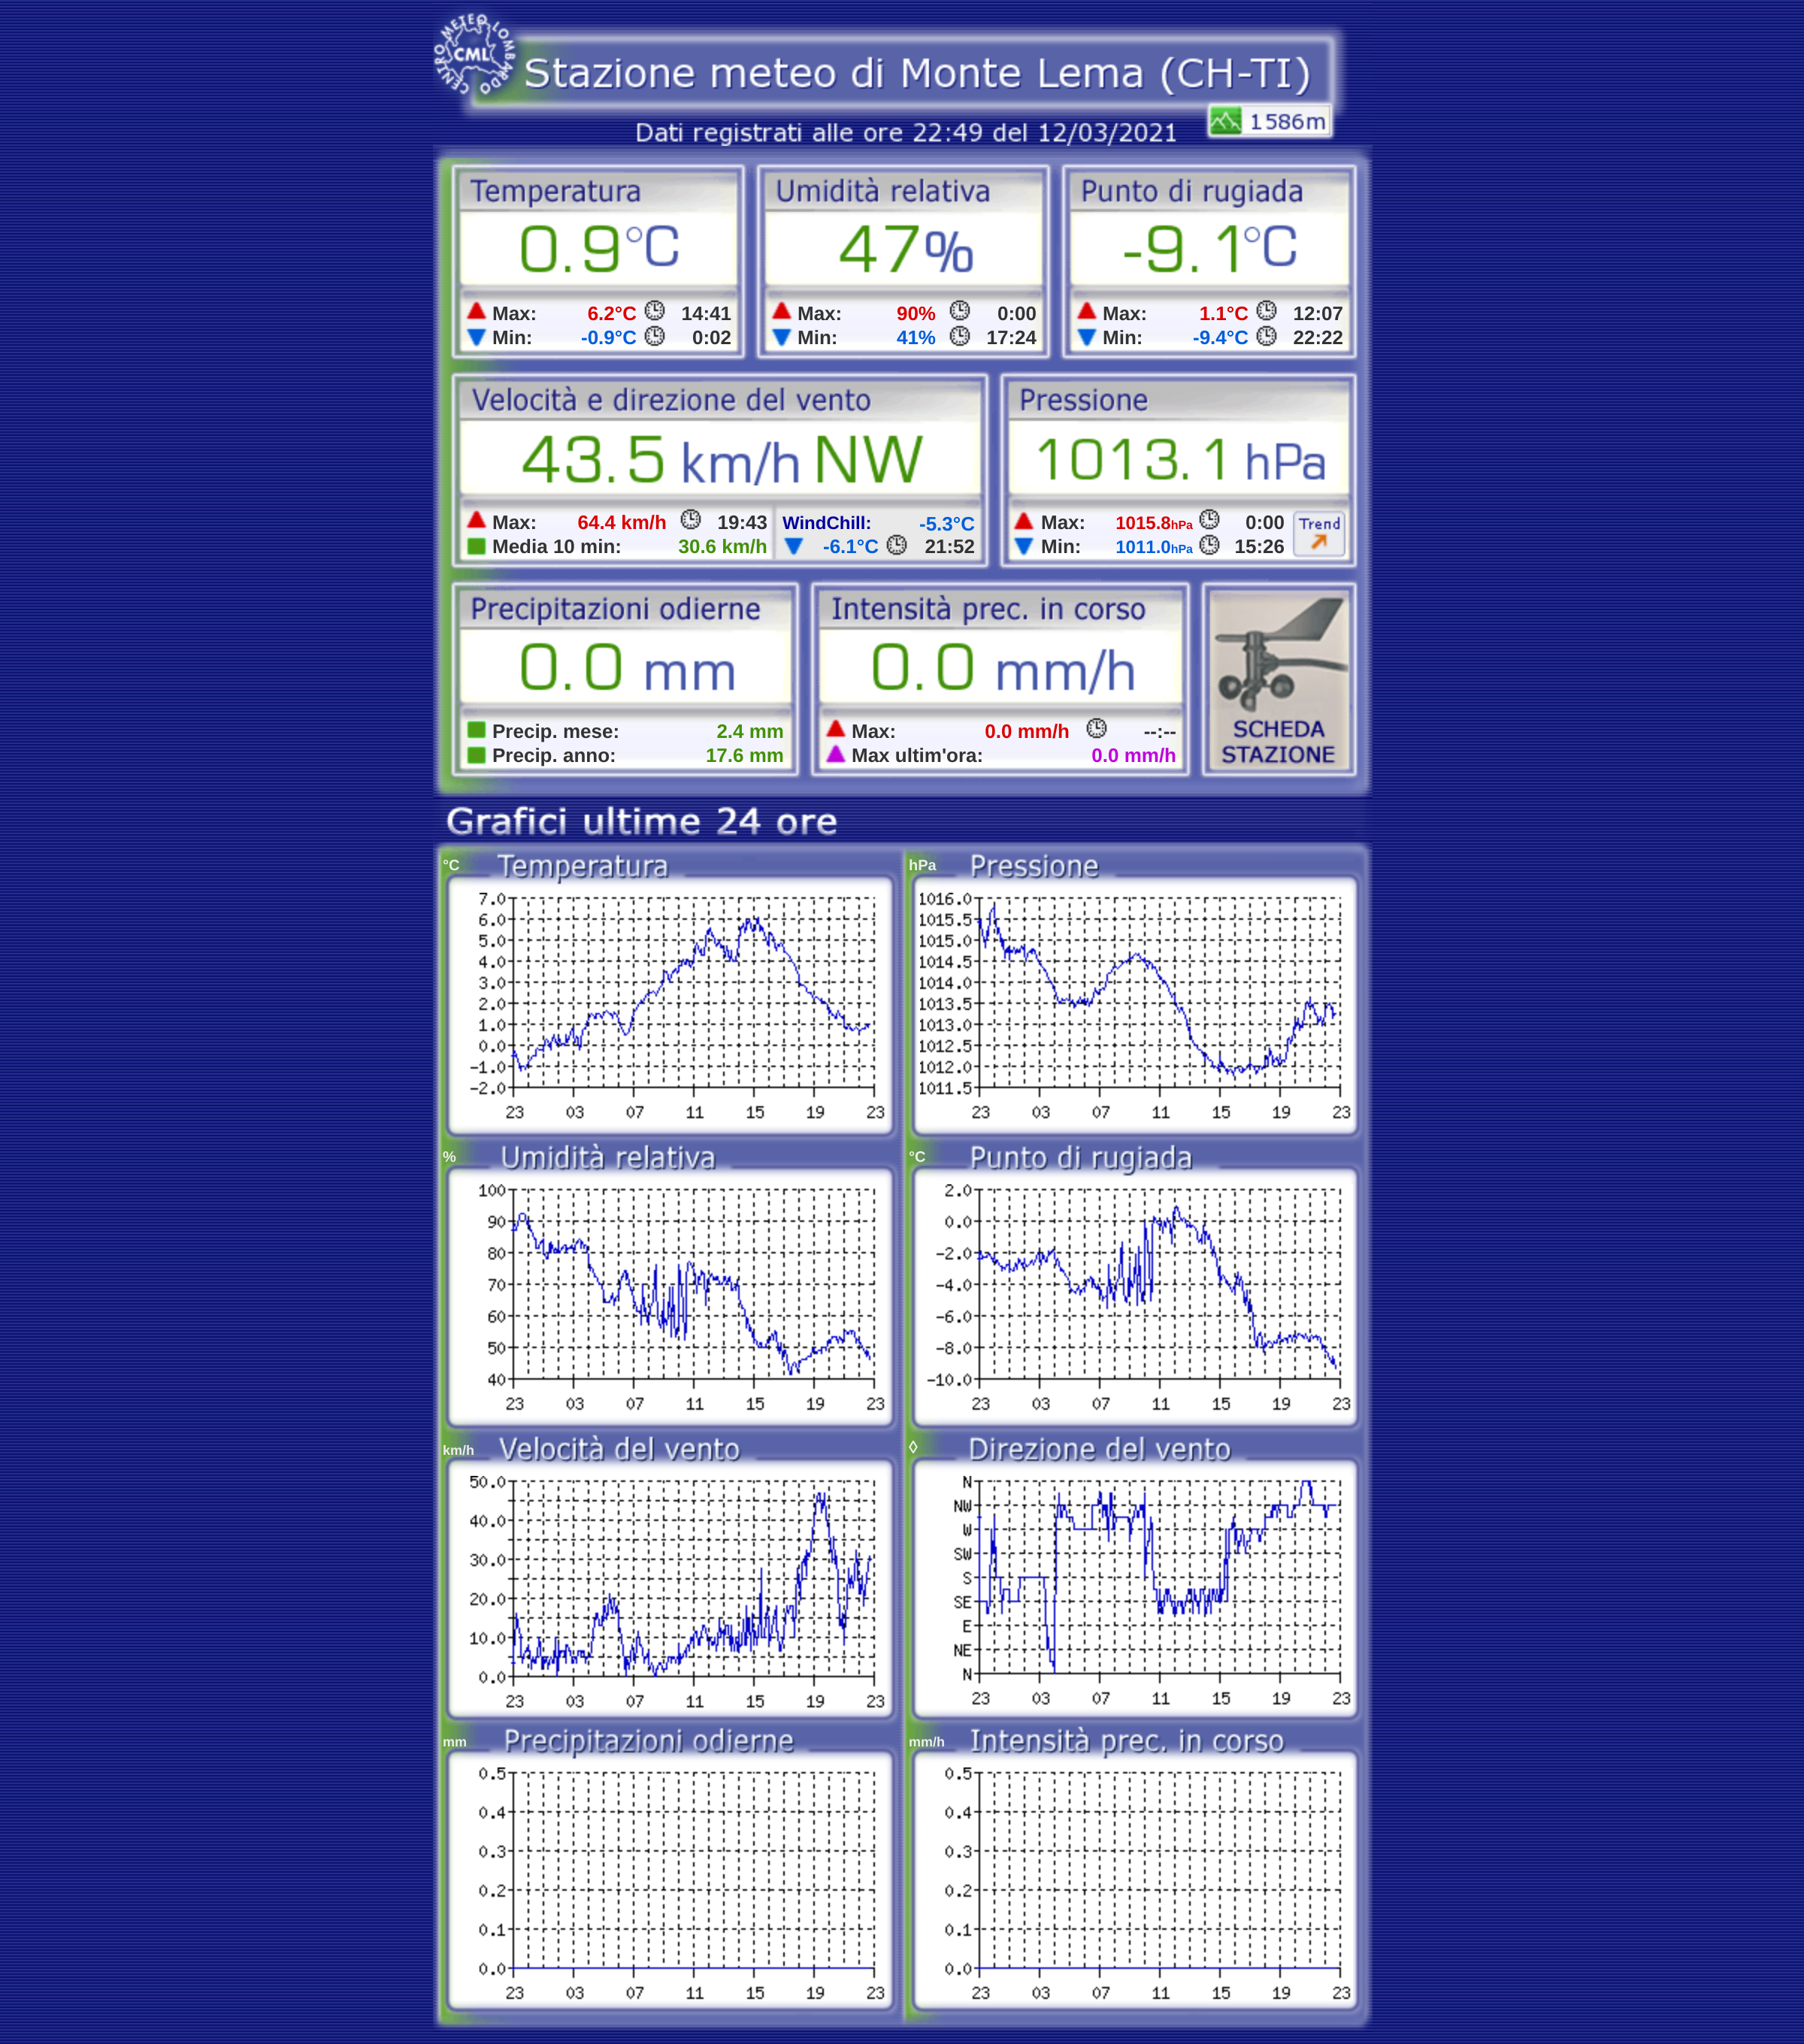 CENTRO METEO LOMBARDO
CML
Stazione meteo di Monte Lema (CH-TI)
1586m
Dati registrati alle ore 22:49 del 12/03/2021
Temperatura
0.9°C
Max: 6.2°C 14:41
Min: -0.9°C 0:02
Umidità relativa
47%
Max: 90% 0:00
Min: 41% 17:24
Punto di rugiada
-9.1°C
Max: 1.1°C 12:07
Min: -9.4°C 22:22
Velocità e direzione del vento
43.5 km/h NW
Max: 64.4 km/h 19:43
Media 10 min: 30.6 km/h
WindChill: -5.3°C
-6.1°C 21:52
Pressione
1013.1 hPa
Max: 1015.8hPa 0:00
Min: 1011.0hPa 15:26
Trend
Precipitazioni odierne
0.0 mm
Precip. mese: 2.4 mm
Precip. anno: 17.6 mm
Intensità prec. in corso
0.0 mm/h
Max: 0.0 mm/h --:--
Max ultim'ora: 0.0 mm/h
SCHEDA
STAZIONE
Grafici ultime 24 ore
°C Temperatura
7.0
6.0
5.0
4.0
3.0
2.0
1.0
0.0
-1.0
-2.0
23 03 07 11 15 19 23
hPa Pressione
1016.0
1015.5
1015.0
1014.5
1014.0
1013.5
1013.0
1012.5
1012.0
1011.5
23 03 07 11 15 19 23
% Umidità relativa
100
90
80
70
60
50
40
23 03 07 11 15 19 23
°C Punto di rugiada
2.0
0.0
-2.0
-4.0
-6.0
-8.0
-10.0
23 03 07 11 15 19 23
km/h Velocità del vento
50.0
40.0
30.0
20.0
10.0
0.0
23 03 07 11 15 19 23
◊ Direzione del vento
N
NW
W
SW
S
SE
E
NE
N
23 03 07 11 15 19 23
mm Precipitazioni odierne
0.5
0.4
0.3
0.2
0.1
0.0
23 03 07 11 15 19 23
mm/h Intensità prec. in corso
0.5
0.4
0.3
0.2
0.1
0.0
23 03 07 11 15 19 23